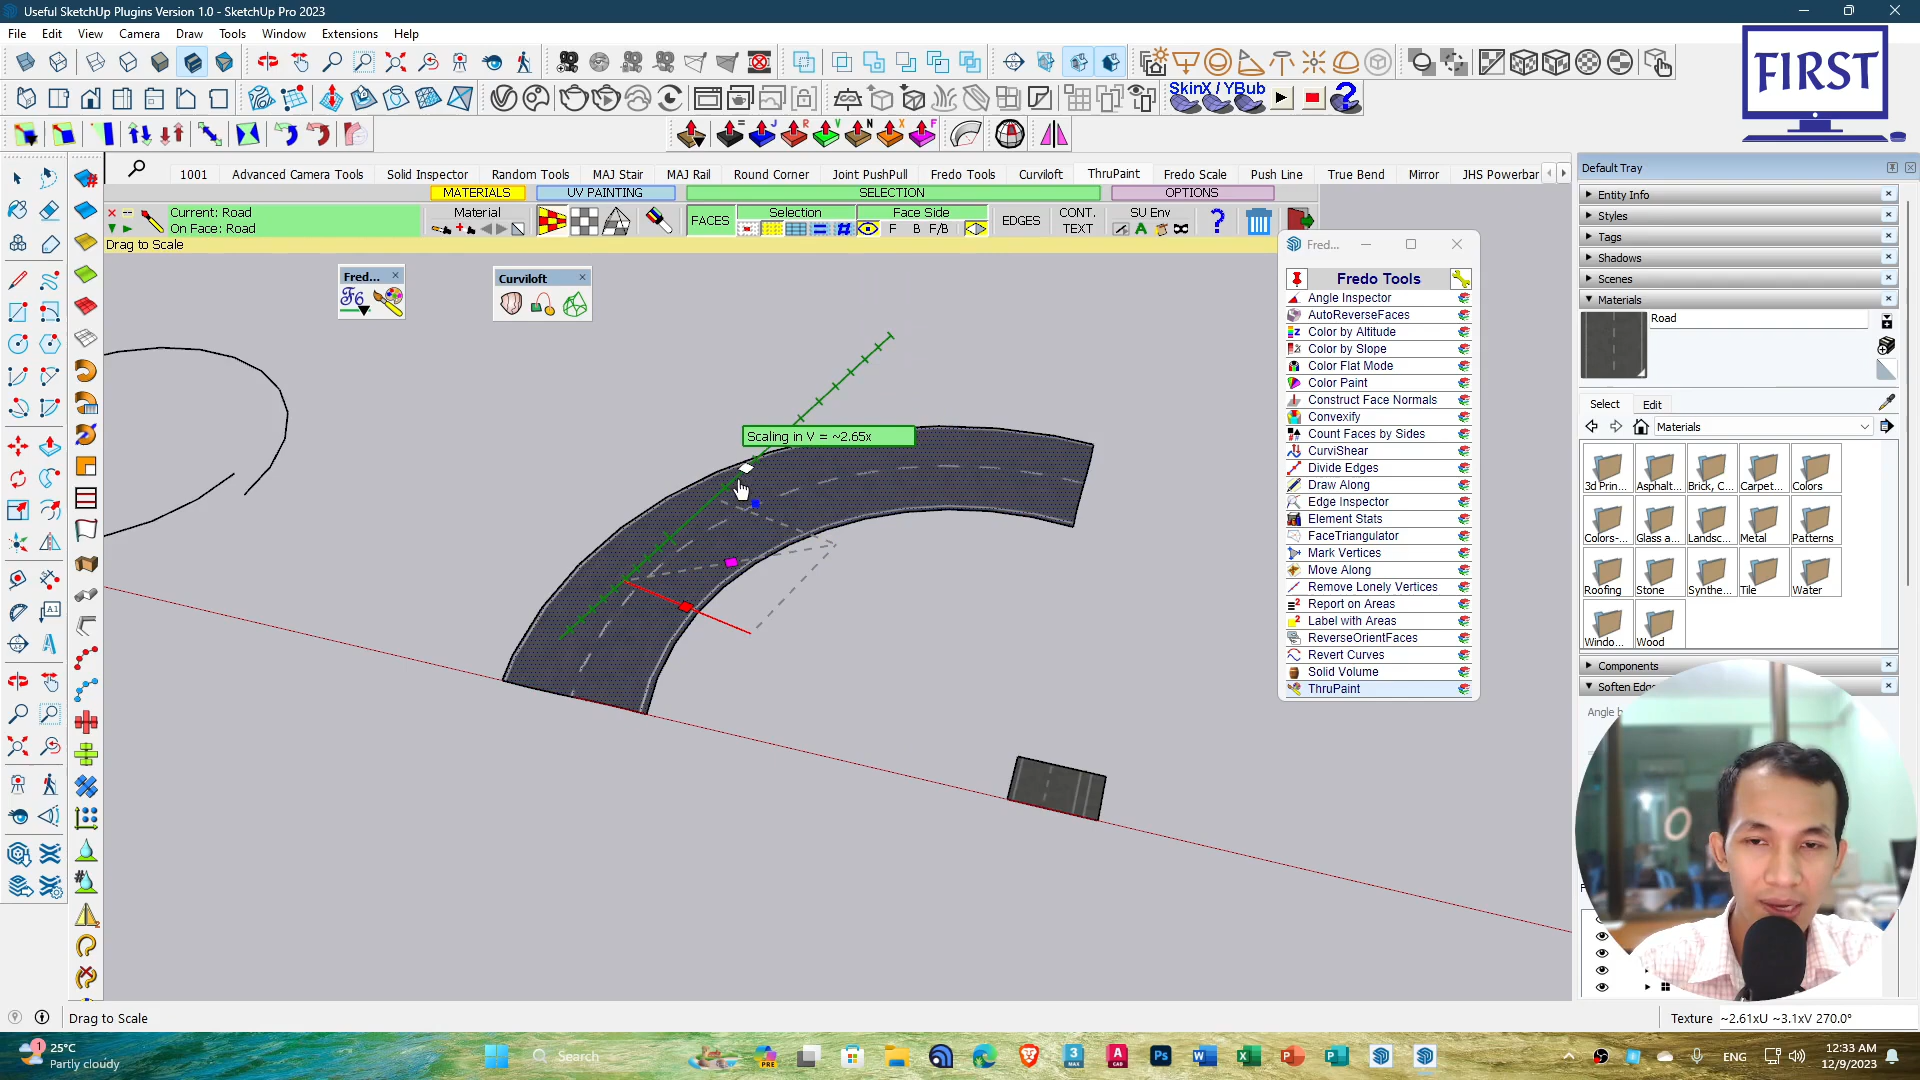 Useful SketchUp Plugins Version 1.0 - SketchUp Pro 2023
File Edit View Camera Draw Tools Window Extensions Help
FIRST
SkinX / YBub
= J R V N X F
1001 Advanced Camera Tools Solid Inspector Random Tools MAJ Stair MAJ Rail Round Corner Joint PushPull Fredo Tools Curviloft ThruPaint Fredo Scale Push Line True Bend Mirror JHS Powerbar
MATERIALS UV PAINTING SELECTION OPTIONS
Current: Road
On Face: Road
Material
FACES
Selection
Face Side
F B F/B
EDGES
CONT.
TEXT
SU Env
Drag to Scale
Fred...
Curviloft
Scaling in V = ~2.65x
Fred...
Fredo Tools
Angle Inspector
AutoReverseFaces
Color by Altitude
Color by Slope
Color Flat Mode
Color Paint
Construct Face Normals
Convexify
Count Faces by Sides
CurviShear
Divide Edges
Draw Along
Edge Inspector
Element Stats
FaceTriangulator
Mark Vertices
Move Along
Remove Lonely Vertices
Report on Areas
Label with Areas
ReverseOrientFaces
Revert Curves
Solid Volume
ThruPaint
Default Tray
Entity Info
Styles
Tags
Shadows
Scenes
Materials
Road
Select Edit
Materials
3d Prin... Asphalt... Brick, C... Carpet... Colors
Colors-... Glass a... Landsc... Metal Patterns
Roofing Stone Synthe... Tile Water
Windo... Wood
Components
Soften Edg
Angle b
Drag to Scale
Texture ~2.61xU ~3.1xV 270.0°
25°C
Partly cloudy
Search
ENG
12:33 AM
12/9/2023